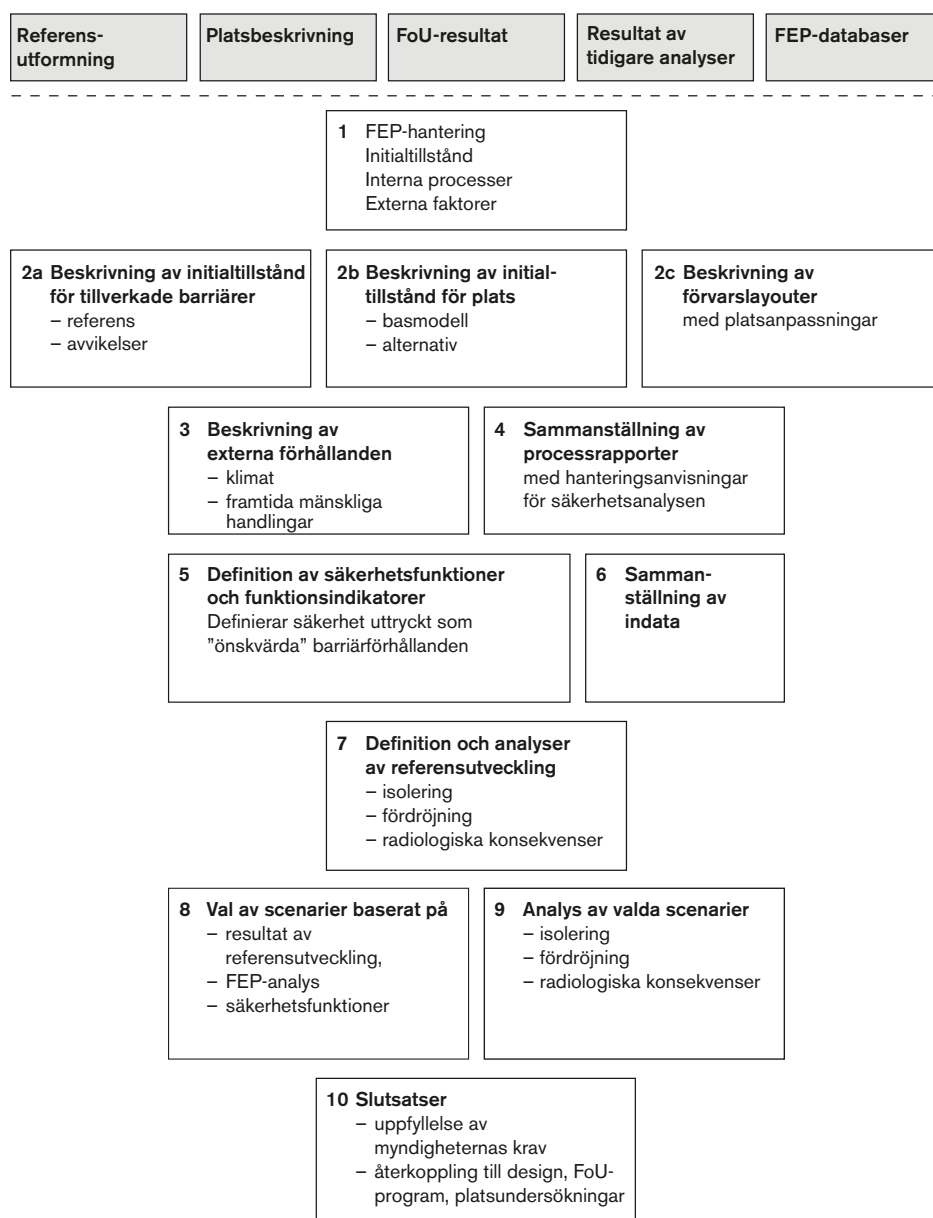 Referens-
utformning
Platsbeskrivning
FoU-resultat
Resultat av
tidigare analyser
FEP-databaser
1 FEP-hantering
Initialtillstånd
Interna processer
Externa faktorer
2a Beskrivning av initialtillstånd
för tillverkade barriärer
– referens
– avvikelser
2b Beskrivning av initial-
tillstånd för plats
– basmodell
– alternativ
2c Beskrivning av
förvarslayouter
med platsanpassningar
3 Beskrivning av
externa förhållanden
– klimat
– framtida mänskliga
handlingar
4 Sammanställning av
processrapporter
med hanteringsanvisningar
för säkerhetsanalysen
5 Definition av säkerhetsfunktioner
och funktionsindikatorer
Definierar säkerhet uttryckt som
”önskvärda” barriärförhållanden
6 Samman-
ställning av
indata
7 Definition och analyser
av referensutveckling
– isolering
– fördröjning
– radiologiska konsekvenser
8 Val av scenarier baserat på
– resultat av
referensutveckling,
– FEP-analys
– säkerhetsfunktioner
9 Analys av valda scenarier
– isolering
– fördröjning
– radiologiska konsekvenser
10 Slutsatser
– uppfyllelse av
myndigheternas krav
– återkoppling till design, FoU-
program, platsundersökningar